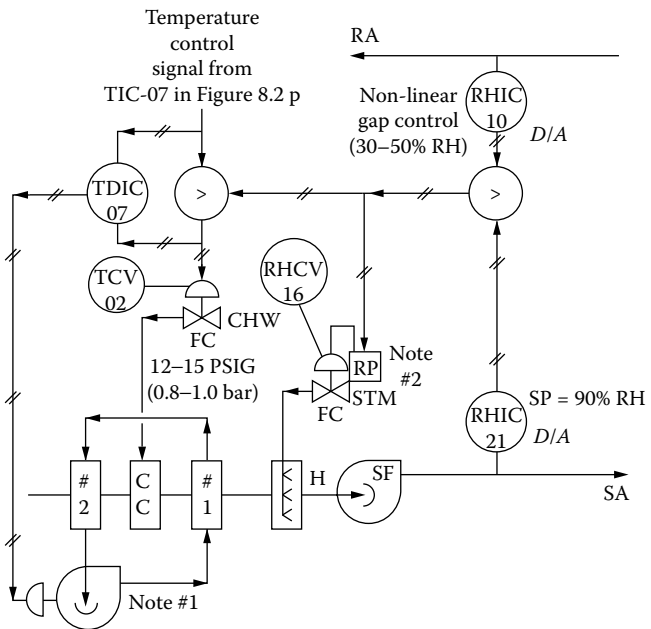 Temperature
control
signal from
TIC-07 in Figure 8.2 p
RA
Non-linear
gap control
(30–50% RH)
RHIC
10
D/A
TDIC
07
>
>
TCV
02
RHCV
16
CHW
FC
12–15 PSIG
(0.8–1.0 bar)
RP
Note
#2
STM
FC
RHIC
21
SP = 90% RH
D/A
#
2
C
C
#
1
H
SF
SA
Note #1